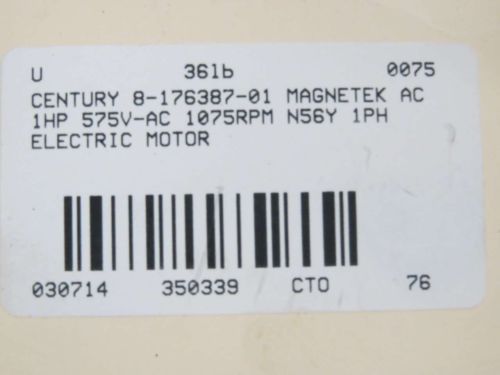 U 36lb 0075
CENTURY 8-176387-01 MAGNETEK AC
1HP 575V-AC 1075RPM N56Y 1PH
ELECTRIC MOTOR
030714 350339 CTO 76